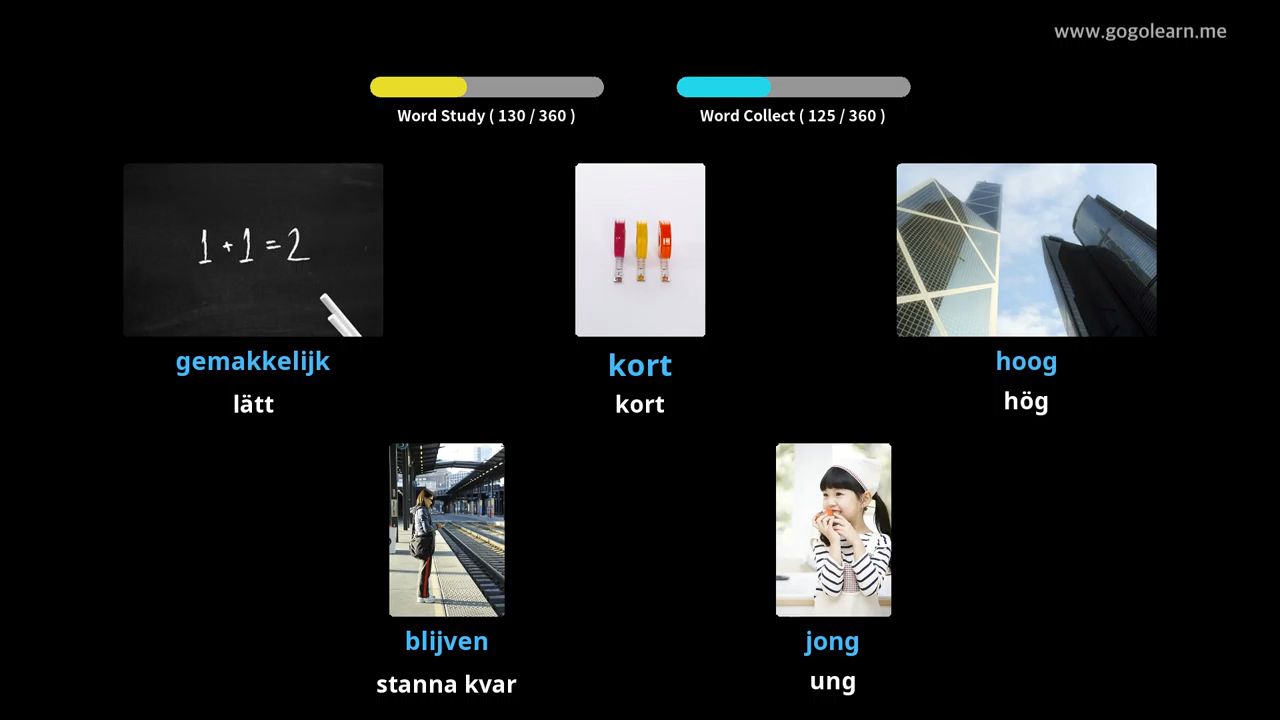 www.gogolearn.me
Word Study ( 130 / 360 )
Word Collect ( 125 / 360 )
1 + 1 = 2
gemakkelijk
lätt
kort
kort
hoog
hög
blijven
stanna kvar
jong
ung